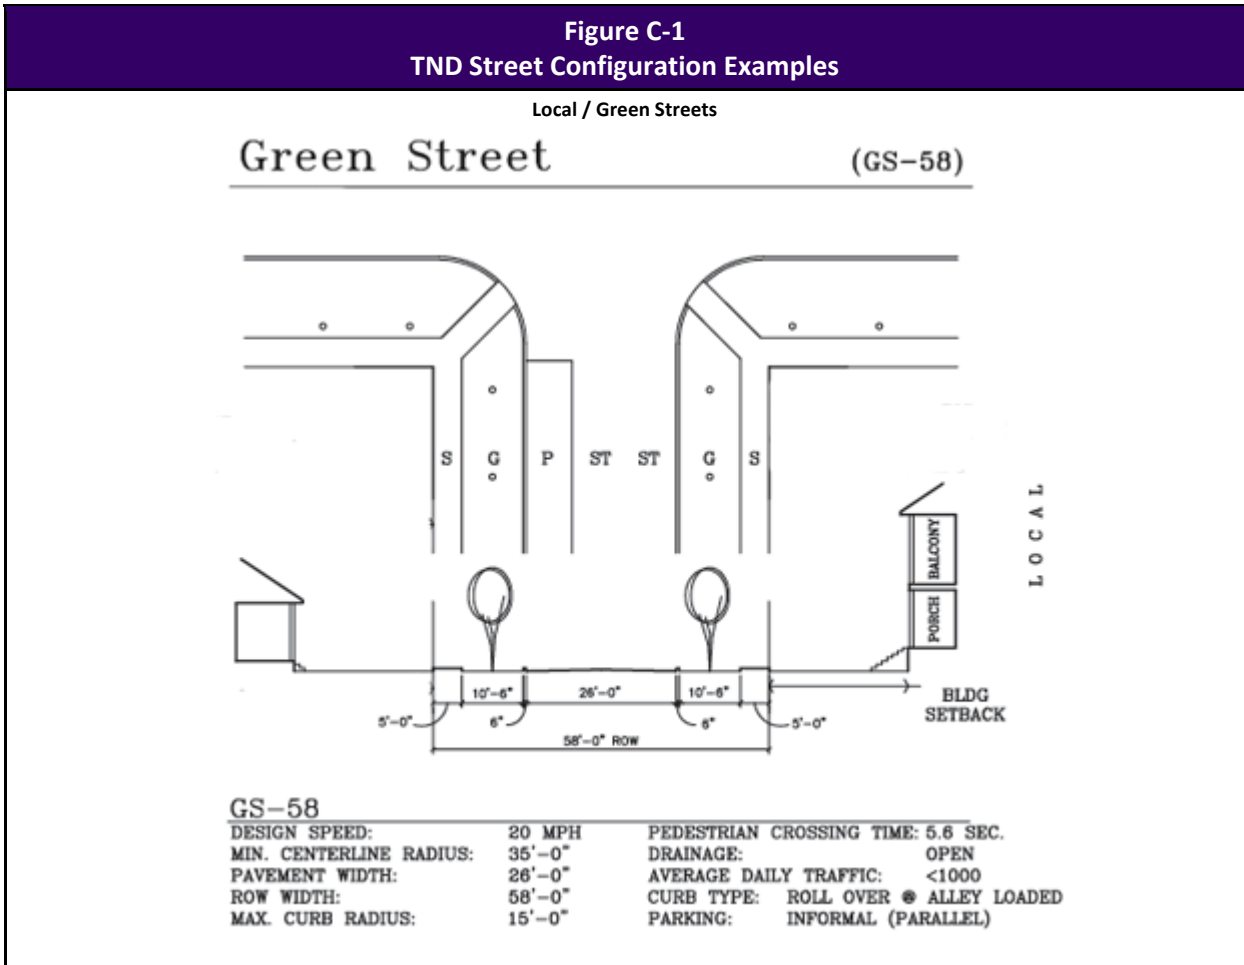 Figure C-1
TND Street Configuration Examples
Local / Green Streets
Green Street (GS-58)
S G P ST ST G S
LOCAL
BALCONY
PORCH
10'-6" 26'-0" 10'-6"
5'-0" 6" 6" 5'-0"
BLDG
SETBACK
58'-0" ROW
GS-58
DESIGN SPEED: 20 MPH PEDESTRIAN CROSSING TIME: 5.6 SEC.
MIN. CENTERLINE RADIUS: 35'-0" DRAINAGE: OPEN
PAVEMENT WIDTH: 26'-0" AVERAGE DAILY TRAFFIC: <1000
ROW WIDTH: 58'-0" CURB TYPE: ROLL OVER @ ALLEY LOADED
MAX. CURB RADIUS: 15'-0" PARKING: INFORMAL (PARALLEL)